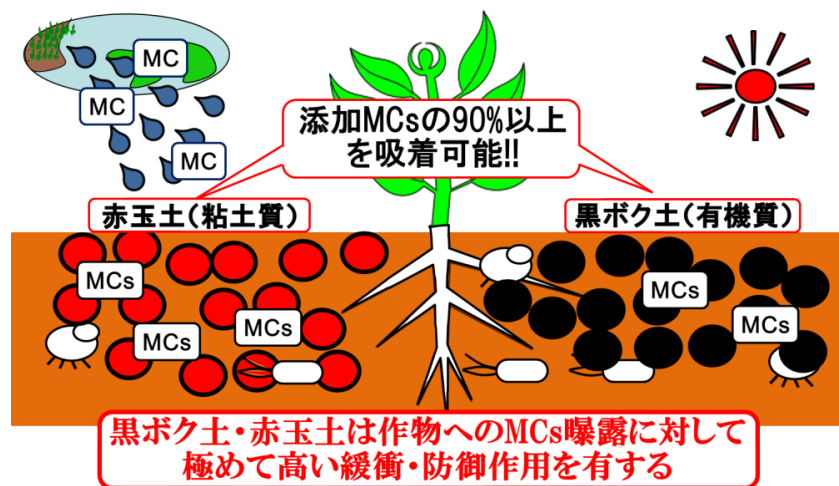 MC
MC
MC
添加MCsの90%以上
を吸着可能!!
赤玉土(粘土質)
黒ボク土(有機質)
MCs
MCs
MCs
MCs
MCs
黒ボク土・赤玉土は作物へのMCs曝露に対して
極めて高い緩衝・防御作用を有する